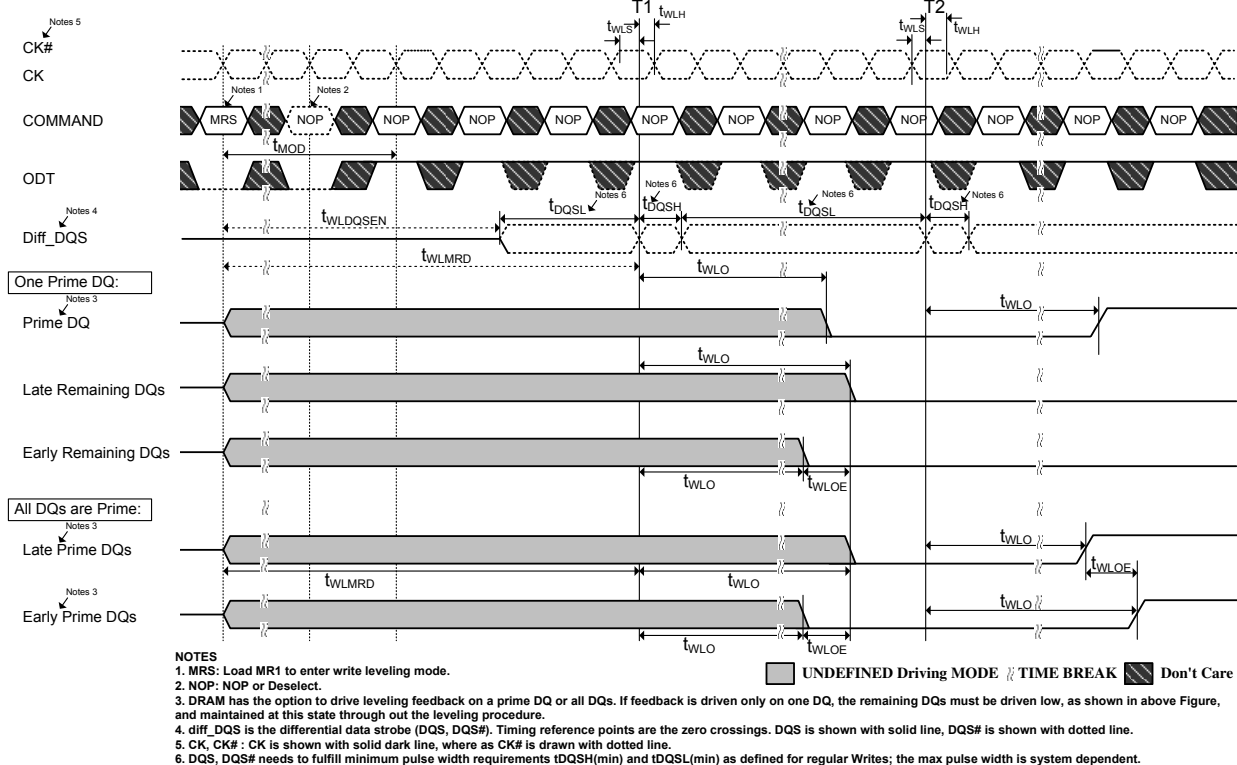 T1 T2
Notes 5
tWLS tWLH tWLS tWLH
CK#
CK
Notes 1 Notes 2
COMMAND MRS NOP NOP NOP NOP NOP NOP NOP NOP NOP NOP NOP
tMOD
ODT
Notes 6 Notes 6 Notes 6 Notes 6
tDQSL tDQSH tDQSL tDQSH
Notes 4
tWLDQSEN
Diff_DQS
tWLMRD
tWLO
One Prime DQ:
Notes 3
tWLO
Prime DQ
tWLO
Late Remaining DQs
Early Remaining DQs
tWLO tWLOE
All DQs are Prime:
Notes 3
Late Prime DQs
tWLO
tWLOE
tWLMRD tWLO
Notes 3
tWLO
Early Prime DQs
tWLO tWLOE
NOTES
1. MRS: Load MR1 to enter write leveling mode.
UNDEFINED Driving MODE TIME BREAK Don't Care
2. NOP: NOP or Deselect.
3. DRAM has the option to drive leveling feedback on a prime DQ or all DQs. If feedback is driven only on one DQ, the remaining DQs must be driven low, as shown in above Figure,
and maintained at this state through out the leveling procedure.
4. diff_DQS is the differential data strobe (DQS, DQS#). Timing reference points are the zero crossings. DQS is shown with solid line, DQS# is shown with dotted line.
5. CK, CK# : CK is shown with solid dark line, where as CK# is drawn with dotted line.
6. DQS, DQS# needs to fulfill minimum pulse width requirements tDQSH(min) and tDQSL(min) as defined for regular Writes; the max pulse width is system dependent.